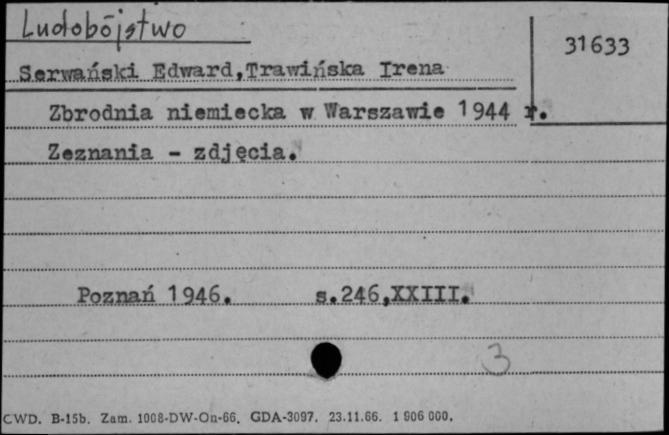 Ludobójstwo
31633
Serwański Edward,Trawińska Irena
Zbrodnia niemiecka w Warszawie 1944 r.
Zeznania - zdjęcia.
Poznań 1946. s.246,XXIII.
3
CWD. B-15b. Zam. 1008-DW-On-66. GDA-3097. 23.11.66. 1 906 000.